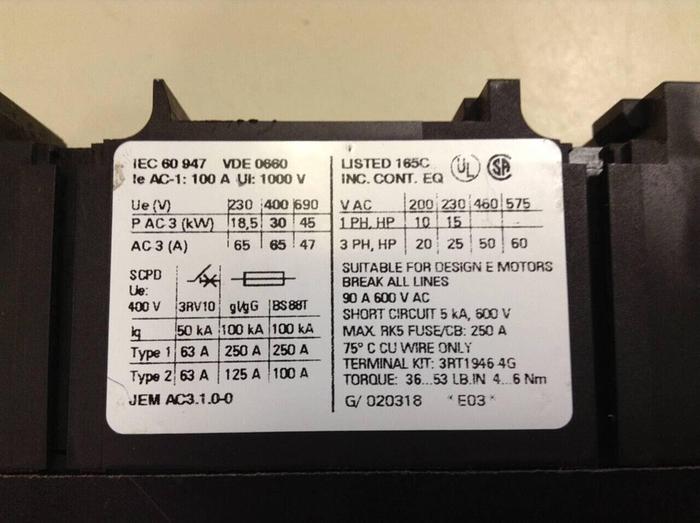 IEC 60 947 VDE 0660
Ie AC-1: 100 A UI: 1000 V
Ue (V) 230 400 690
P AC 3 (kW) 18,5 30 45
AC 3 (A) 65 65 47
SCPD
Ue:
400 V 3RV10 gl/gG BS88T
Iq 50 kA 100 kA 100 kA
Type 1 63 A 250 A 250 A
Type 2 63 A 125 A 100 A
JEM AC3.1.0-0
LISTED 165C UL SA
INC. CONT. EQ
V AC 200 230 460 575
1 PH, HP 10 15
3 PH, HP 20 25 50 60
SUITABLE FOR DESIGN E MOTORS
BREAK ALL LINES
90 A 600 V AC
SHORT CIRCUIT 5 kA, 600 V
MAX. RK5 FUSE/CB: 250 A
75° C CU WIRE ONLY
TERMINAL KIT: 3RT1946 4G
TORQUE: 36...53 LB.IN 4...6 Nm
G/ 020318 * E03 *